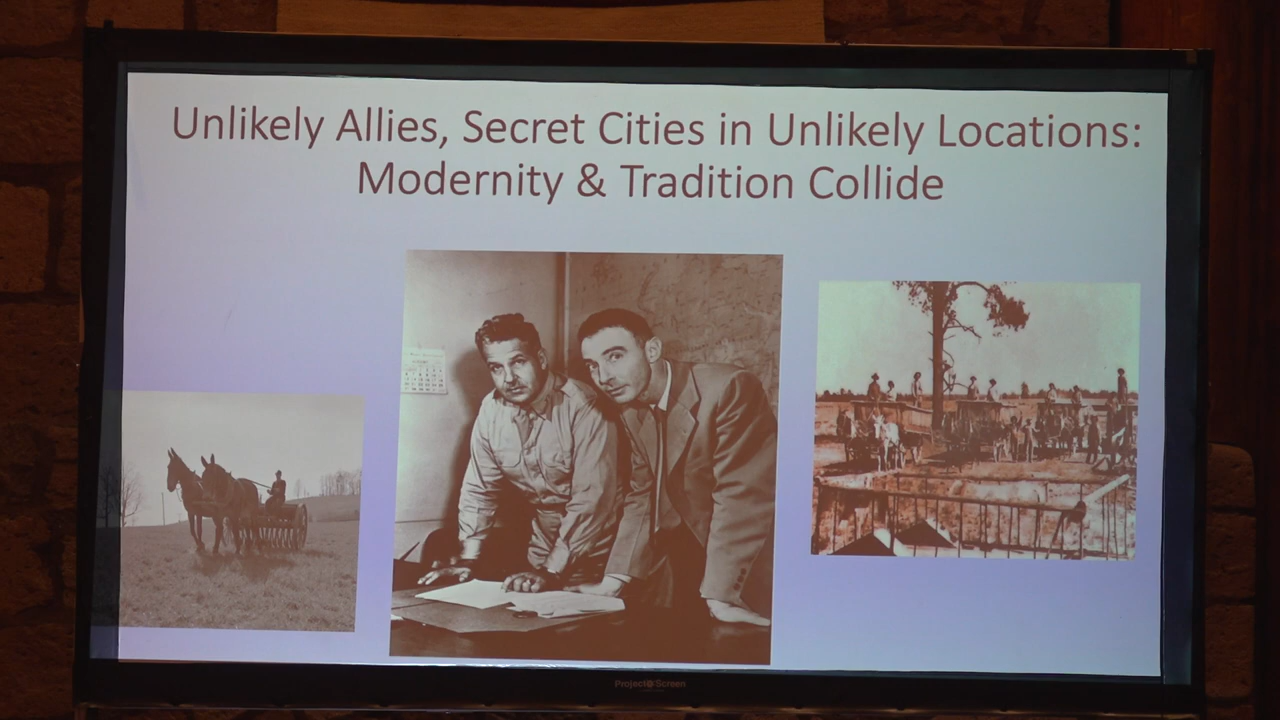 Unlikely Allies, Secret Cities in Unlikely Locations:
Modernity & Tradition Collide
Project Screen